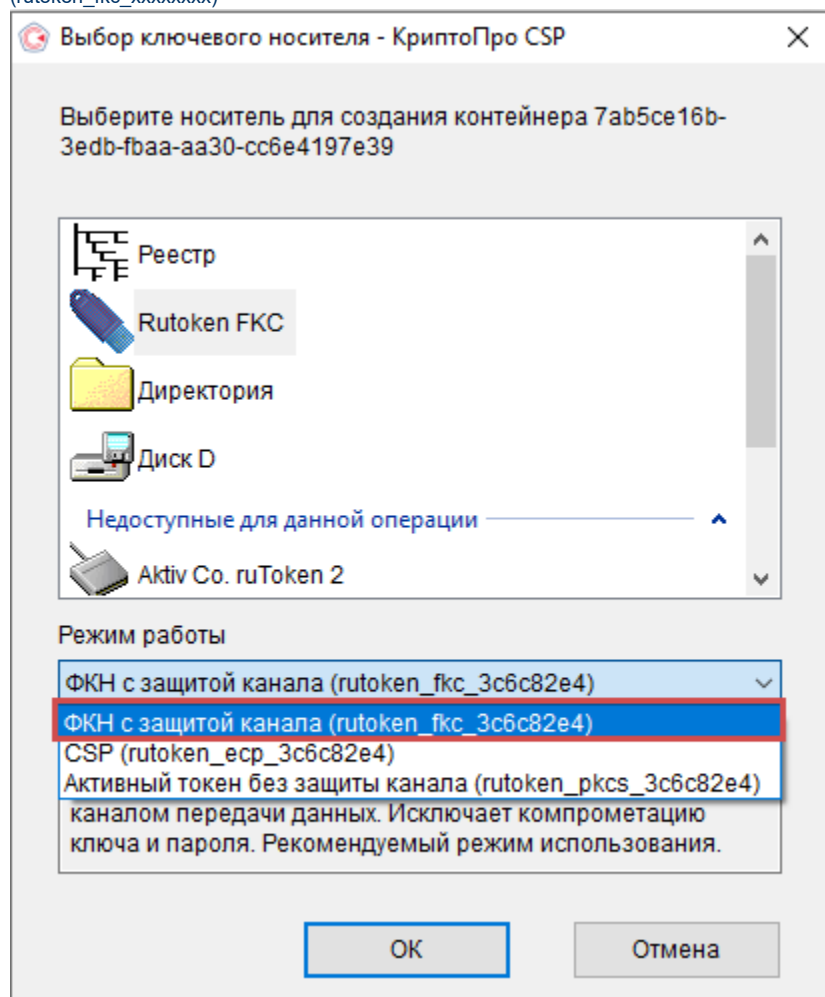 (rutoken_fkc_xxxxxxxx)
Выбор ключевого носителя - КриптоПро CSP
Выберите носитель для создания контейнера 7ab5ce16b-
3edb-fbaa-aa30-cc6e4197e39
Реестр
Rutoken FKC
Директория
Диск D
Недоступные для данной операции
Aktiv Co. ruToken 2
Режим работы
ФКН с защитой канала (rutoken_fkc_3c6c82e4)
ФКН с защитой канала (rutoken_fkc_3c6c82e4)
CSP (rutoken_ecp_3c6c82e4)
Активный токен без защиты канала (rutoken_pkcs_3c6c82e4)
каналом передачи данных. Исключает компрометацию
ключа и пароля. Рекомендуемый режим использования.
ОК
Отмена